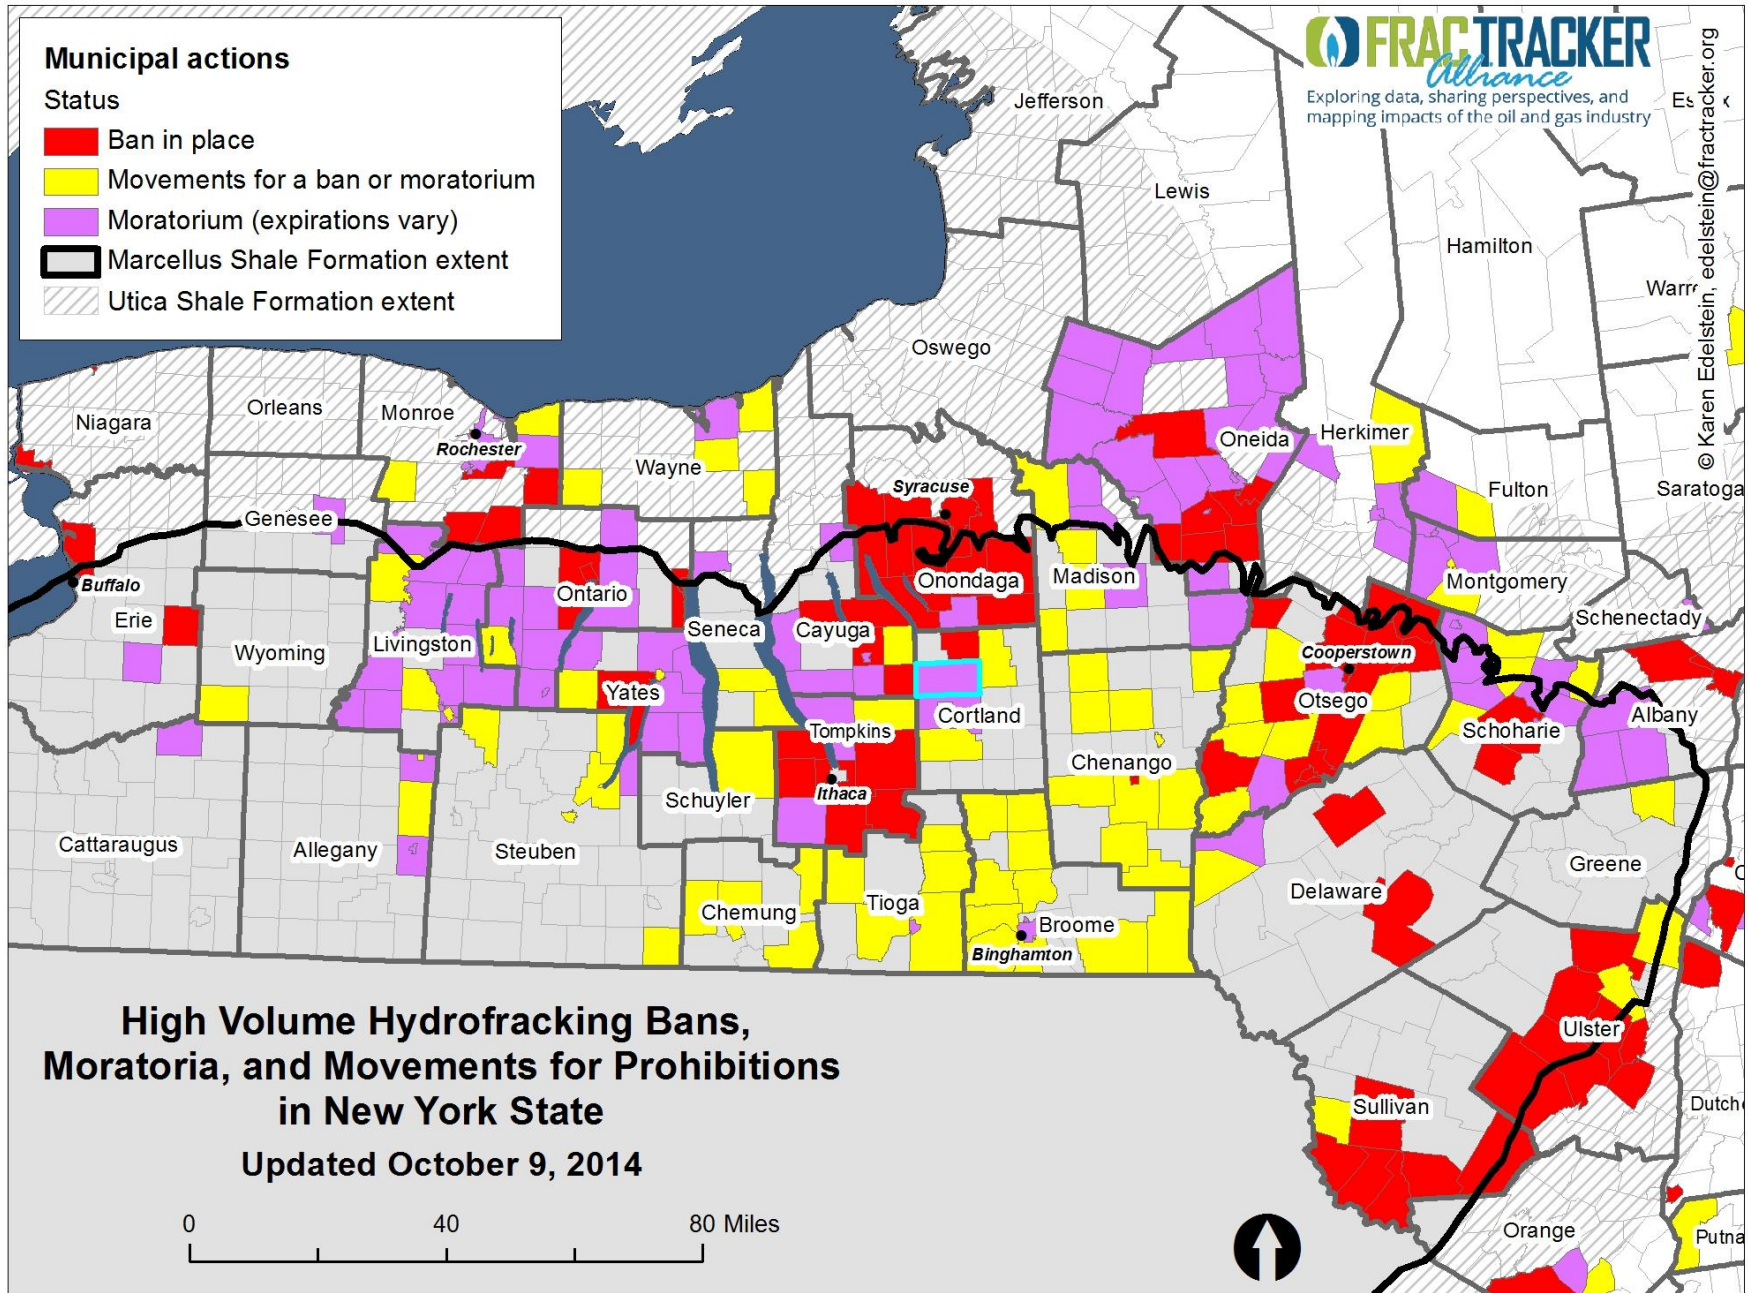 Municipal actions
Status
Ban in place
Movements for a ban or moratorium
Moratorium (expirations vary)
Marcellus Shale Formation extent
Utica Shale Formation extent
FRACTRACKER
Alliance
Exploring data, sharing perspectives, and
mapping impacts of the oil and gas industry
© Karen Edelstein, edelstein@fractracker.org
Jefferson
Lewis
Hamilton
Oswego
Niagara
Orleans
Monroe
Rochester
Wayne
Oneida
Herkimer
Fulton
Saratoga
Syracuse
Genesee
Buffalo
Erie
Wyoming
Livingston
Ontario
Seneca
Cayuga
Onondaga
Madison
Montgomery
Schenectady
Cooperstown
Otsego
Yates
Tompkins
Cortland
Schoharie
Albany
Chenango
Ithaca
Schuyler
Cattaraugus
Allegany
Steuben
Greene
Delaware
Chemung
Tioga
Broome
Binghamton
Ulster
Sullivan
Dutch
Orange
Putna
High Volume Hydrofracking Bans,
Moratoria, and Movements for Prohibitions
in New York State
Updated October 9, 2014
0 40 80 Miles